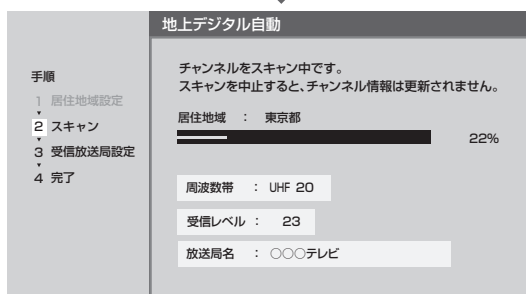 地上デジタル自動
手順
1 居住地域設定
2 スキャン
3 受信放送局設定
4 完了
チャンネルをスキャン中です。
スキャンを中止すると、チャンネル情報は更新されません。
居住地域 ： 東京都
22%
周波数帯 ： UHF 20
受信レベル ： 23
放送局名 ： ○○○テレビ